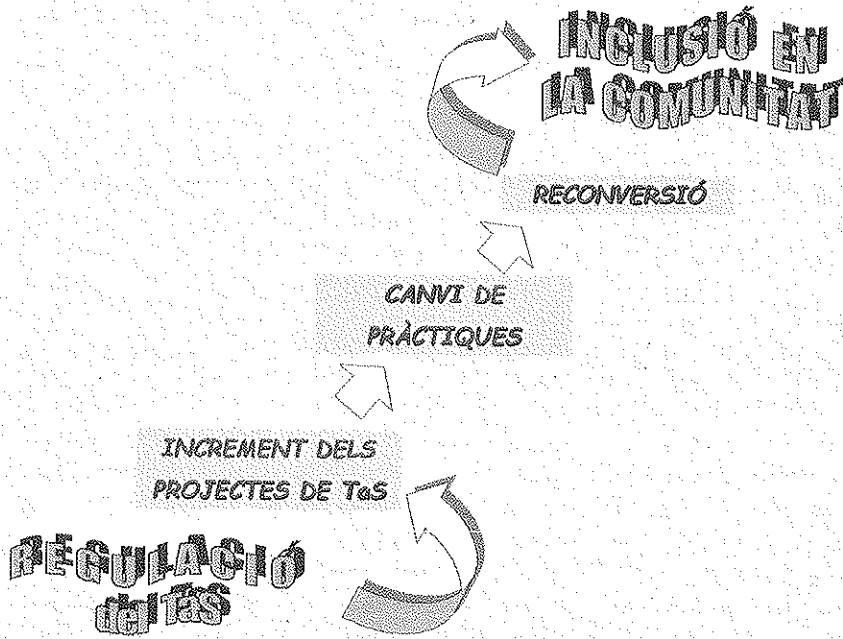 INCLUSIÓ EN
LA COMUNITAT
RECONVERSIÓ
CANVI DE
PRÀCTIQUES
INCREMENT DELS
PROJECTES DE TaS
REGULACIÓ
del TaS